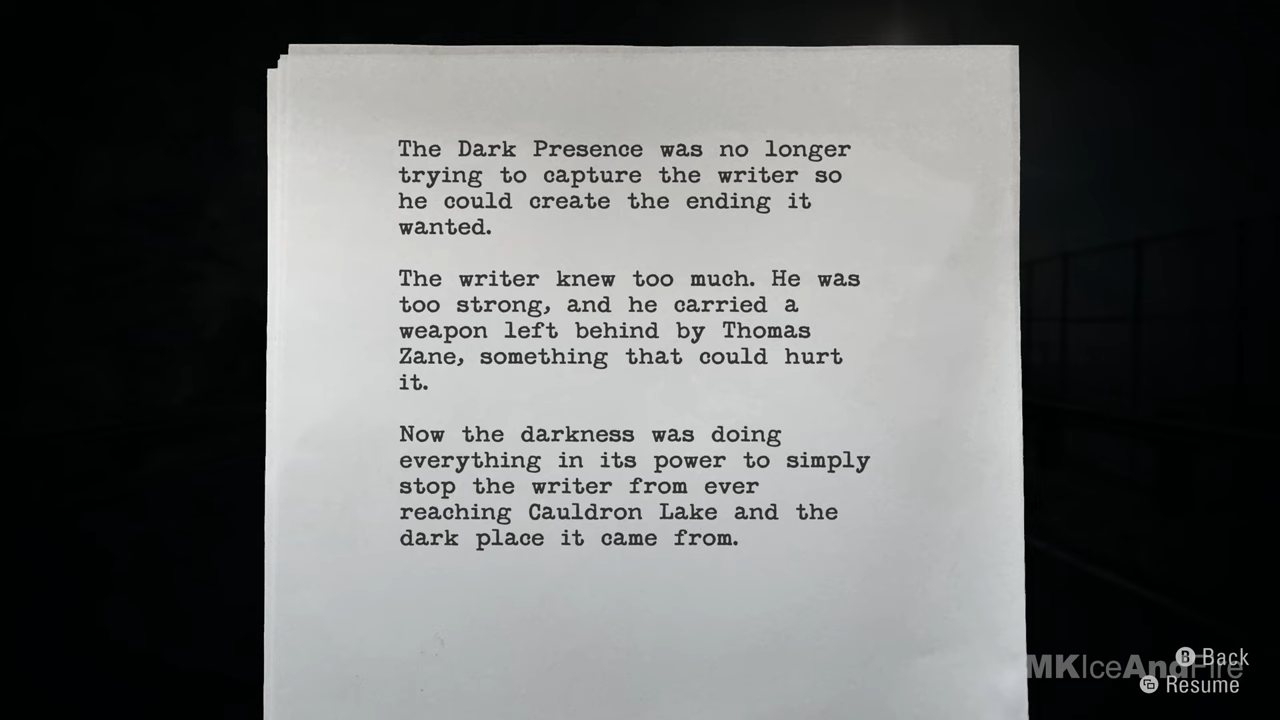 The Dark Presence was no longer
trying to capture the writer so
he could create the ending it
wanted.
The writer knew too much. He was
too strong, and he carried a
weapon left behind by Thomas
Zane, something that could hurt
it.
Now the darkness was doing
everything in its power to simply
stop the writer from ever
reaching Cauldron Lake and the
dark place it came from.
MKIceAndFire
B Back
Resume